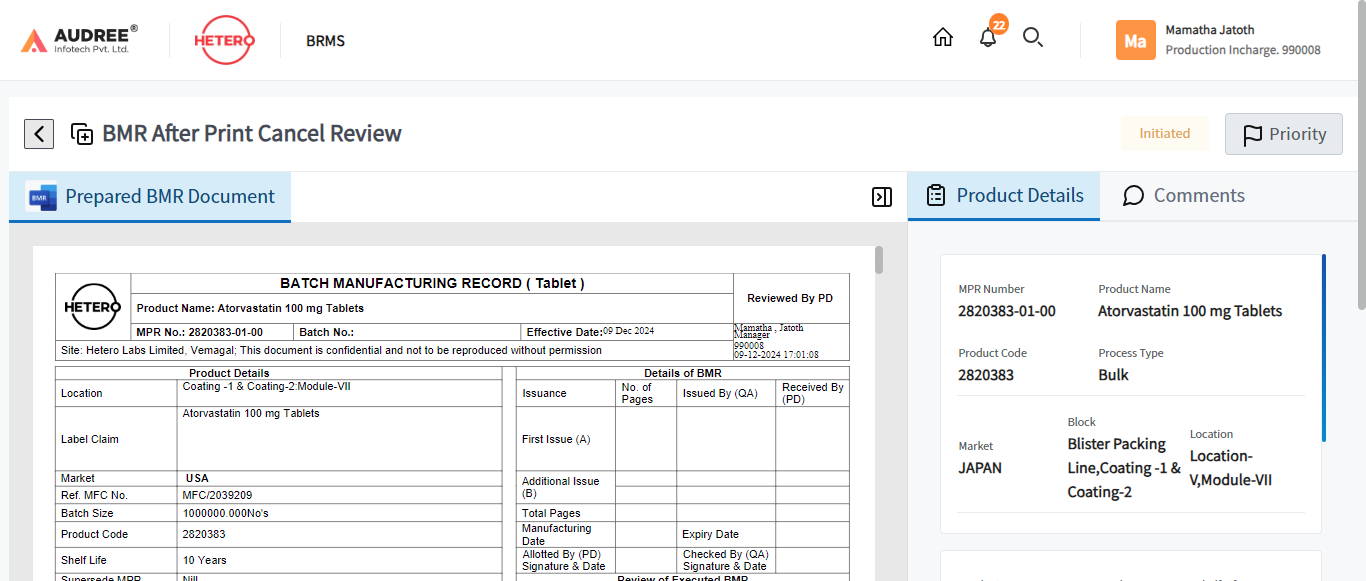 AUDREE®
Infotech Pvt. Ltd.
HETERO
BRMS
22
Ma
Mamatha Jatoth
Production Incharge. 990008
BMR After Print Cancel Review
Initiated
Priority
BMR
Prepared BMR Document
Product Details
Comments
HETERO
BATCH MANUFACTURING RECORD ( Tablet )
Reviewed By PD
Product Name: Atorvastatin 100 mg Tablets
MPR No.: 2820383-01-00
Batch No.:
Effective Date:09 Dec 2024
Mamatha , Jatoth
Manager
990008
09-12-2024 17:01:08
Site: Hetero Labs Limited, Vemagal; This document is confidential and not to be reproduced without permission
Product Details
Location
Coating -1 & Coating-2:Module-VII
Label Claim
Atorvastatin 100 mg Tablets
Market
USA
Ref. MFC No.
MFC/2039209
Batch Size
1000000.000No's
Product Code
2820383
Shelf Life
10 Years
Supersede MPR
Nill
Details of BMR
Issuance
No. of
Pages
Issued By (QA)
Received By
(PD)
First Issue (A)
Additional Issue
(B)
Total Pages
Manufacturing
Date
Expiry Date
Allotted By (PD)
Signature & Date
Checked By (QA)
Signature & Date
Review of Executed BMR
MPR Number
2820383-01-00
Product Name
Atorvastatin 100 mg Tablets
Product Code
2820383
Process Type
Bulk
Market
JAPAN
Block
Blister Packing
Line,Coating -1 &
Coating-2
Location
Location-
V,Module-VII